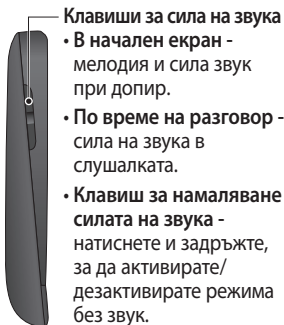 Клавиши за сила на звука
• В начален екран -
мелодия и сила звук
при допир.
• По време на разговор -
сила на звука в
слушалката.
• Клавиш за намаляване
силата на звука -
натиснете и задръжте,
за да активирате/
дезактивирате режима
без звук.